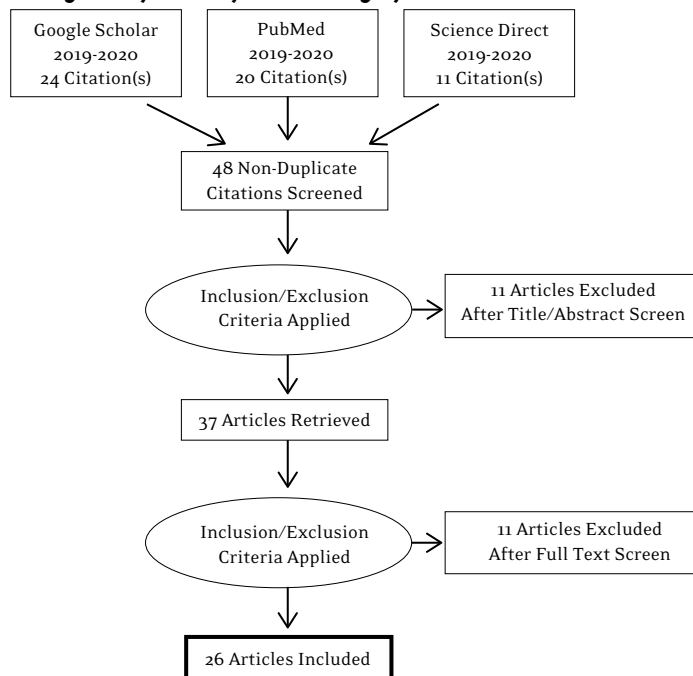 Google Scholar
2019-2020
24 Citation(s)
PubMed
2019-2020
20 Citation(s)
Science Direct
2019-2020
11 Citation(s)
48 Non-Duplicate
Citations Screened
Inclusion/Exclusion
Criteria Applied
11 Articles Excluded
After Title/Abstract Screen
37 Articles Retrieved
Inclusion/Exclusion
Criteria Applied
11 Articles Excluded
After Full Text Screen
26 Articles Included